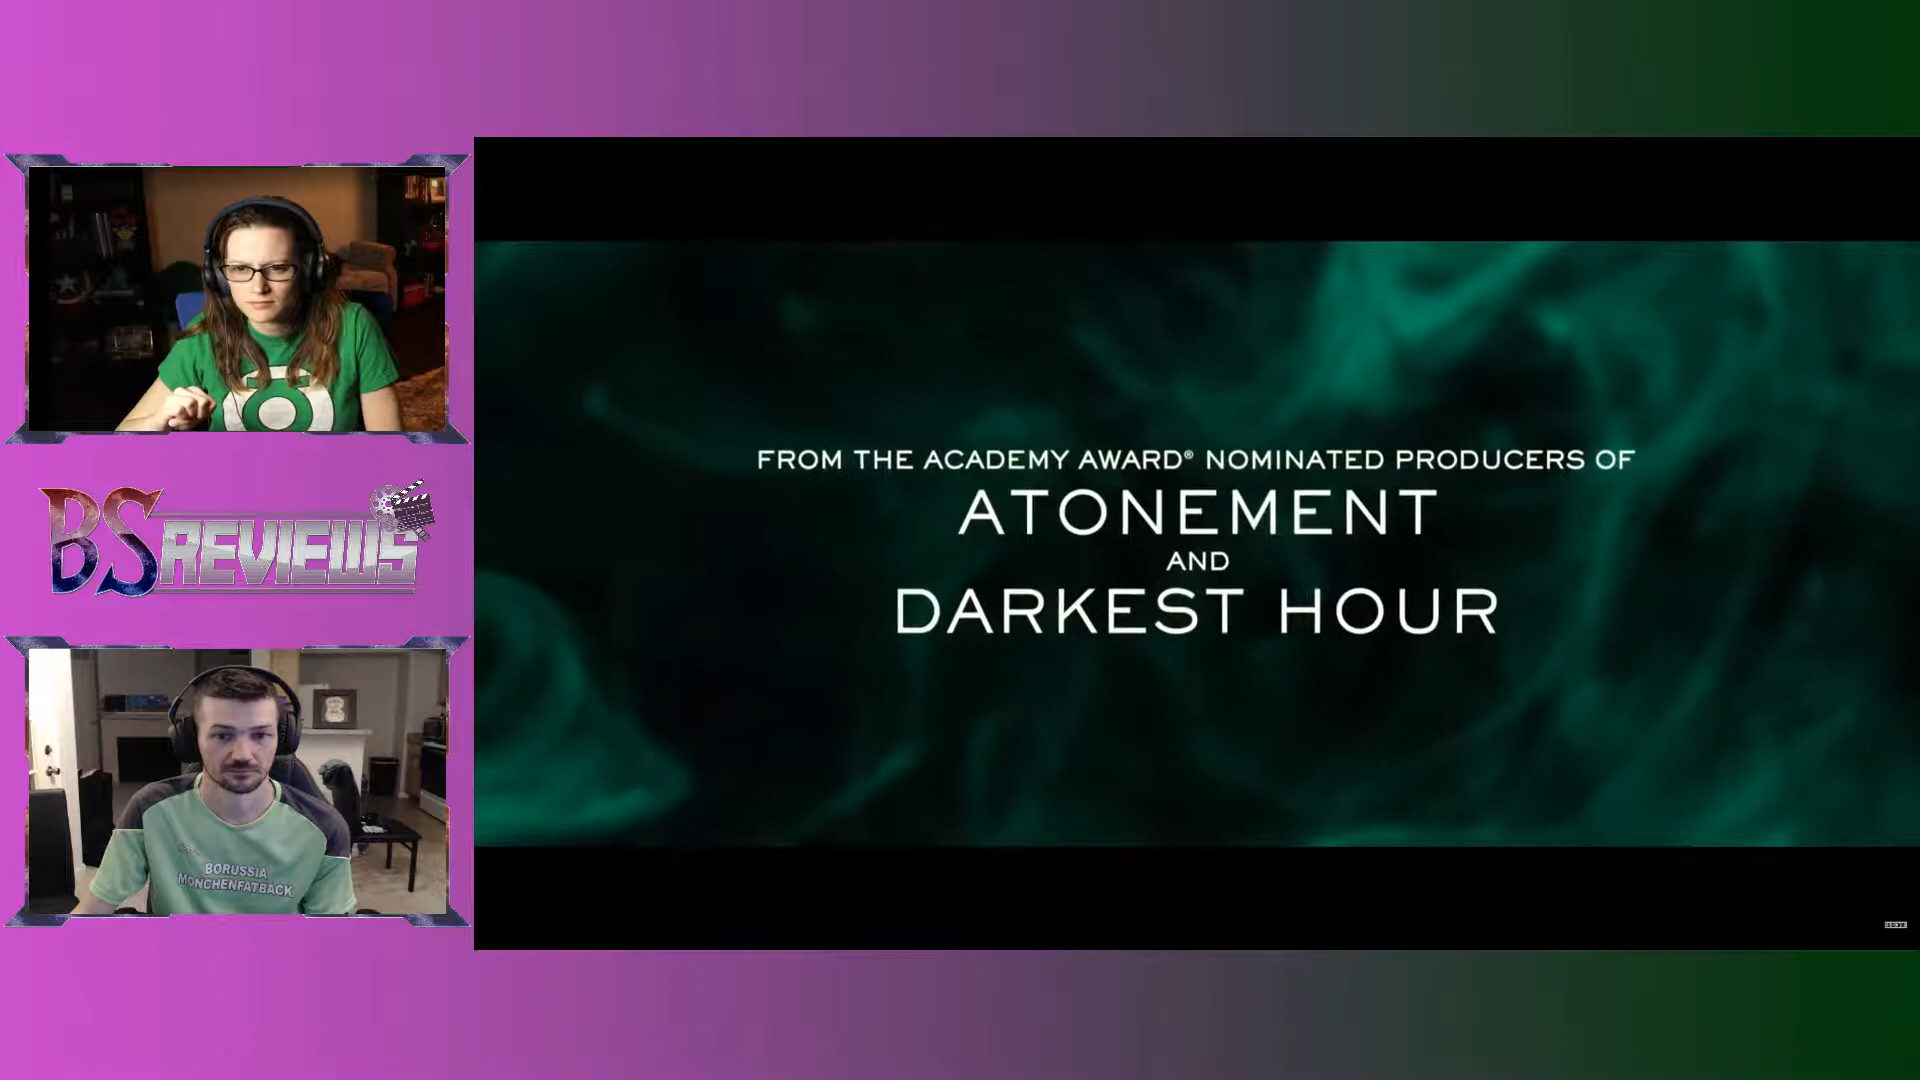 BS REVIEWS
BORUSSIA
MONCHENFATBACK
FROM THE ACADEMY AWARD® NOMINATED PRODUCERS OF
ATONEMENT
AND
DARKEST HOUR